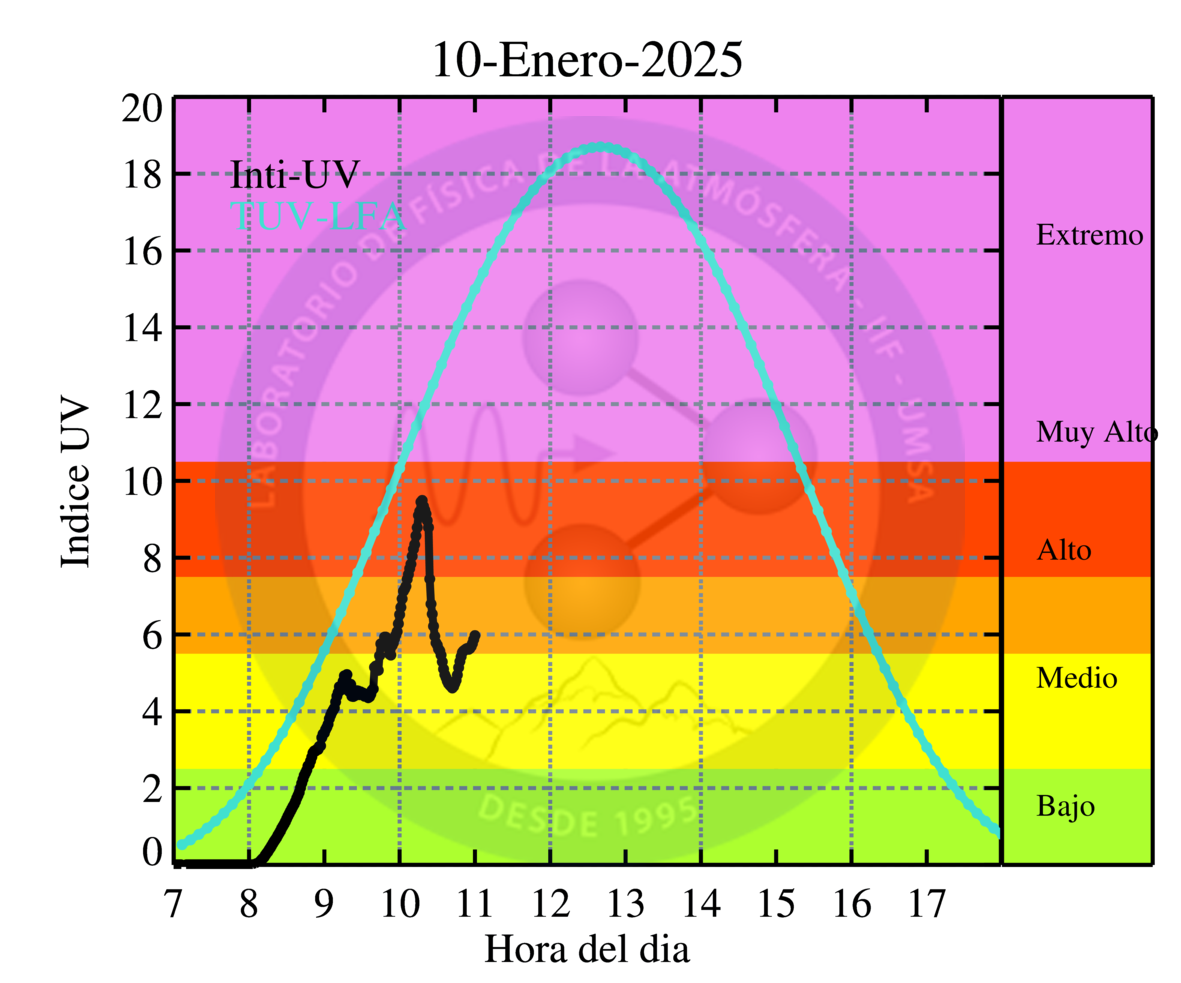 10-Enero-2025
Inti-UV
TUV-LFA
LABORATORIO DE FÍSICA DE LA ATMÓSFERA - IIF - UMSA
DESDE 1995
Indice UV
20
18
16
14
12
10
8
6
4
2
0
Extremo
Muy Alto
Alto
Medio
Bajo
7 8 9 10 11 12 13 14 15 16 17
Hora del dia